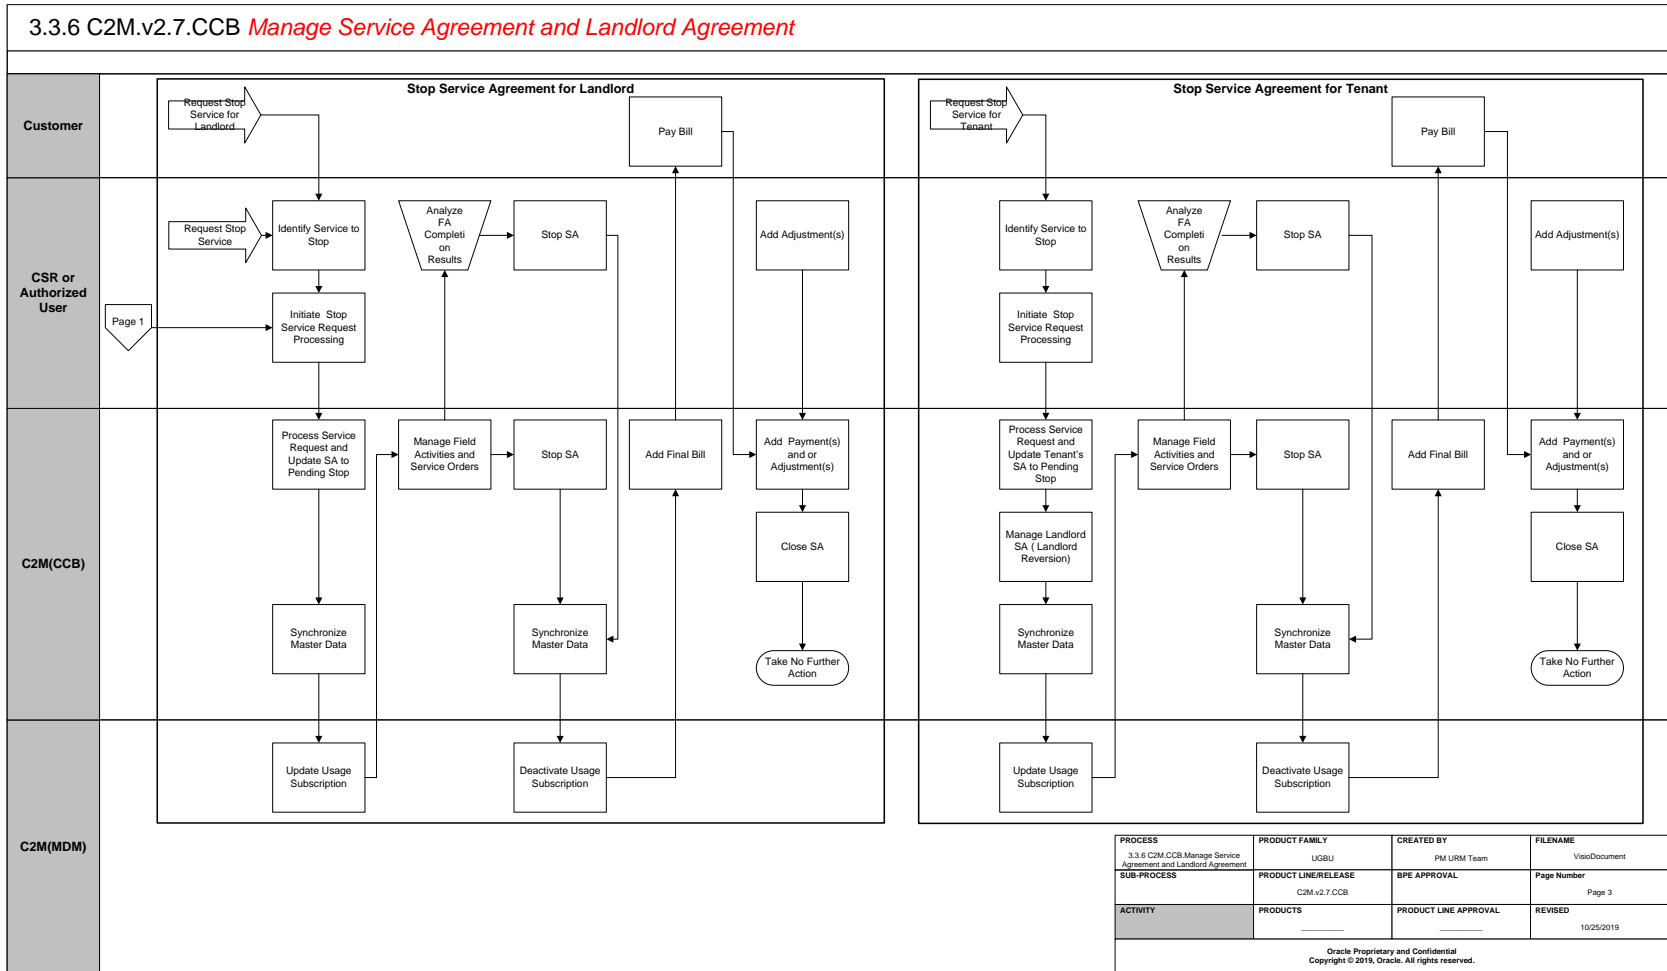 3.3.6 C2M.v2.7.CCB Manage Service Agreement and Landlord Agreement
Customer
CSR or
Authorized
User
C2M(CCB)
C2M(MDM)
Stop Service Agreement for Landlord
Request Stop
Service for
Landlord
Pay Bill
Request Stop
Service
Identify Service to
Stop
Analyze
FA
Completi
on
Results
Stop SA
Add Adjustment(s)
Page 1
Initiate Stop
Service Request
Processing
Process Service
Request and
Update SA to
Pending Stop
Manage Field
Activities and
Service Orders
Stop SA
Add Final Bill
Add Payment(s)
and or
Adjustment(s)
Close SA
Synchronize
Master Data
Synchronize
Master Data
Take No Further
Action
Update Usage
Subscription
Deactivate Usage
Subscription
Stop Service Agreement for Tenant
Request Stop
Service for
Tenant
Pay Bill
Identify Service to
Stop
Analyze
FA
Completi
on
Results
Stop SA
Add Adjustment(s)
Initiate Stop
Service Request
Processing
Process Service
Request and
Update Tenant's
SA to Pending
Stop
Manage Field
Activities and
Service Orders
Stop SA
Add Final Bill
Add Payment(s)
and or
Adjustment(s)
Manage Landlord
SA ( Landlord
Reversion)
Close SA
Synchronize
Master Data
Synchronize
Master Data
Take No Further
Action
Update Usage
Subscription
Deactivate Usage
Subscription
PROCESS
3.3.6 C2M.CCB.Manage Service
Agreement and Landlord Agreement
PRODUCT FAMILY
UGBU
CREATED BY
PM URM Team
FILENAME
VisioDocument
SUB-PROCESS
PRODUCT LINE/RELEASE
C2M.v2.7.CCB
BPE APPROVAL
Page Number
Page 3
ACTIVITY
PRODUCTS
PRODUCT LINE APPROVAL
REVISED
10/25/2019
Oracle Proprietary and Confidential
Copyright © 2019, Oracle. All rights reserved.